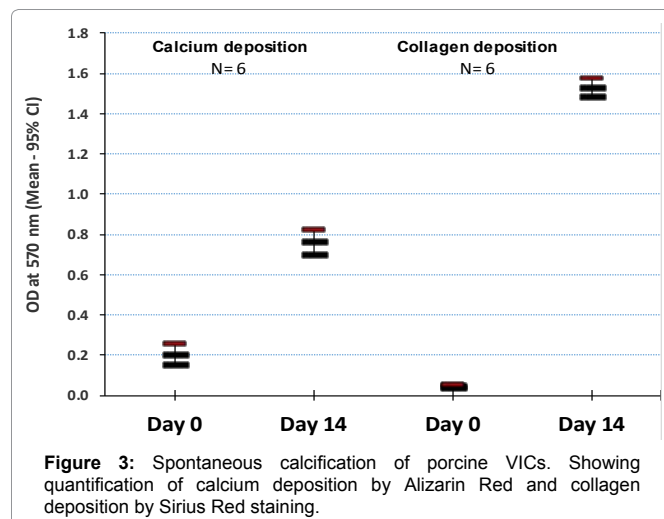 1.8
Calcium deposition Collagen deposition
N= 6 N= 6
1.6
1.4
1.2
1.0
0.8
0.6
0.4
0.2
0.0
OD at 570 nm (Mean - 95% CI)
Day 0 Day 14 Day 0 Day 14
Figure 3: Spontaneous calcification of porcine VICs. Showing
quantification of calcium deposition by Alizarin Red and collagen
deposition by Sirius Red staining.